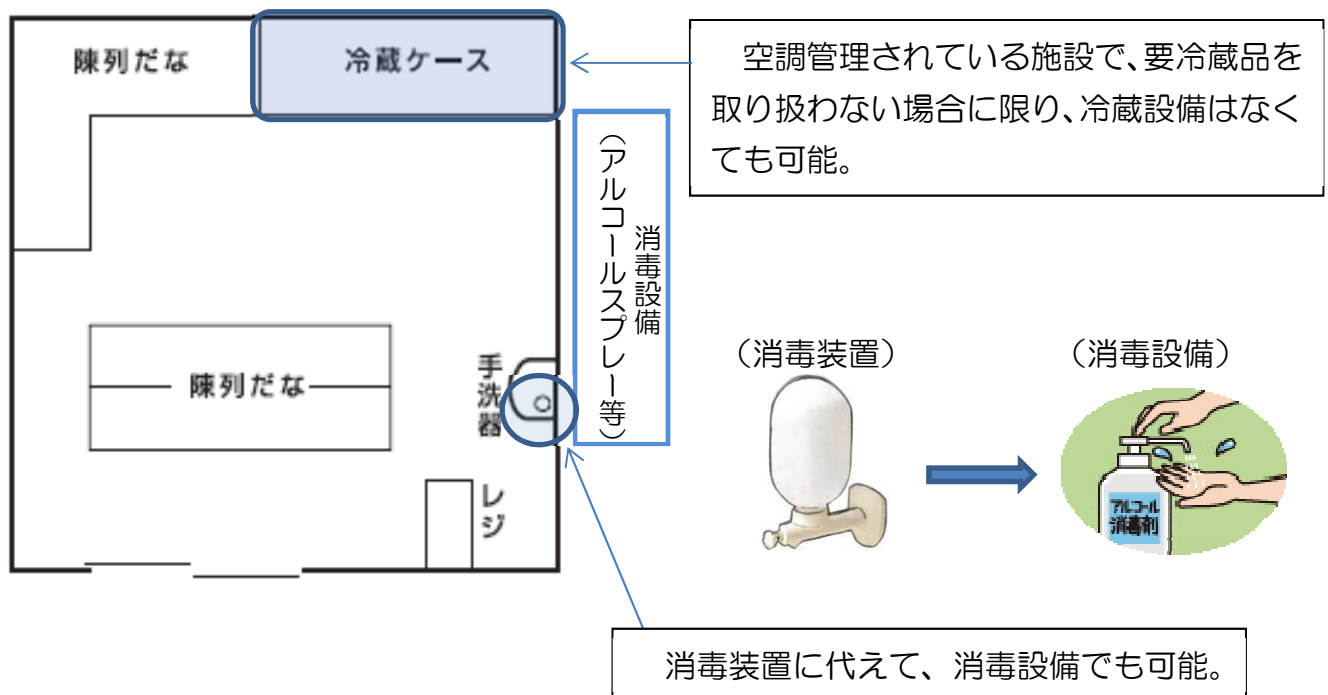 陳列だな
冷蔵ケース
空調管理されている施設で、要冷蔵品を
取り扱わない場合に限り、冷蔵設備はなく
ても可能。
消毒設備
（アルコールスプレー等）
陳列だな
手洗器
レジ
（消毒装置）
（消毒設備）
アルコール
消毒剤
消毒装置に代えて、消毒設備でも可能。